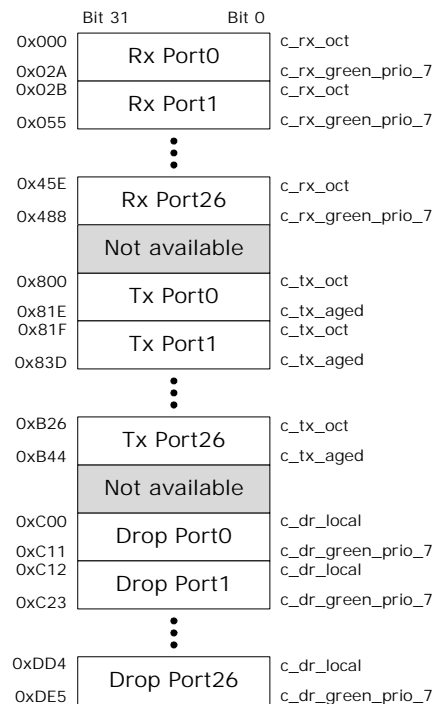 Bit 31 Bit 0
0x000 c_rx_oct
Rx Port0
0x02A c_rx_green_prio_7
0x02B c_rx_oct
Rx Port1
0x055 c_rx_green_prio_7
0x45E c_rx_oct
Rx Port26
0x488 c_rx_green_prio_7
Not available
0x800 c_tx_oct
Tx Port0
0x81E c_tx_aged
0x81F c_tx_oct
Tx Port1
0x83D c_tx_aged
0xB26 c_tx_oct
Tx Port26
0xB44 c_tx_aged
Not available
0xC00 c_dr_local
Drop Port0
0xC11 c_dr_green_prio_7
0xC12 c_dr_local
Drop Port1
0xC23 c_dr_green_prio_7
0xDD4 c_dr_local
Drop Port26
0xDE5 c_dr_green_prio_7